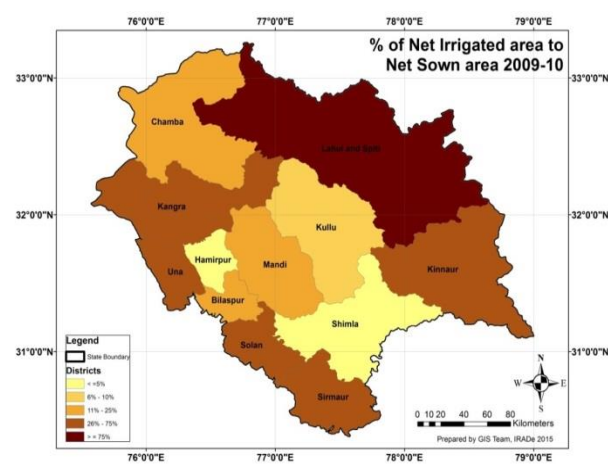 % of Net Irrigated area to
Net Sown area 2009-10
76°0'0"E 77°0'0"E 78°0'0"E 79°0'0"E
33°0'0"N 33°0'0"N
Chamba
Lahul and Spiti
32°0'0"N 32°0'0"N
Kangra
Kullu
Hamirpur
Mandi
Una
Kinnaur
Bilaspur
Shimla
Solan
31°0'0"N 31°0'0"N
Sirmaur
Legend
State Boundary
Districts
< =5%
6% - 10%
11% - 25%
26% - 75%
> = 75%
N
W E
S
0 10 20 40 60 80
Kilometers
Prepared by GIS Team, IRADe 2015
76°0'0"E 77°0'0"E 78°0'0"E 79°0'0"E